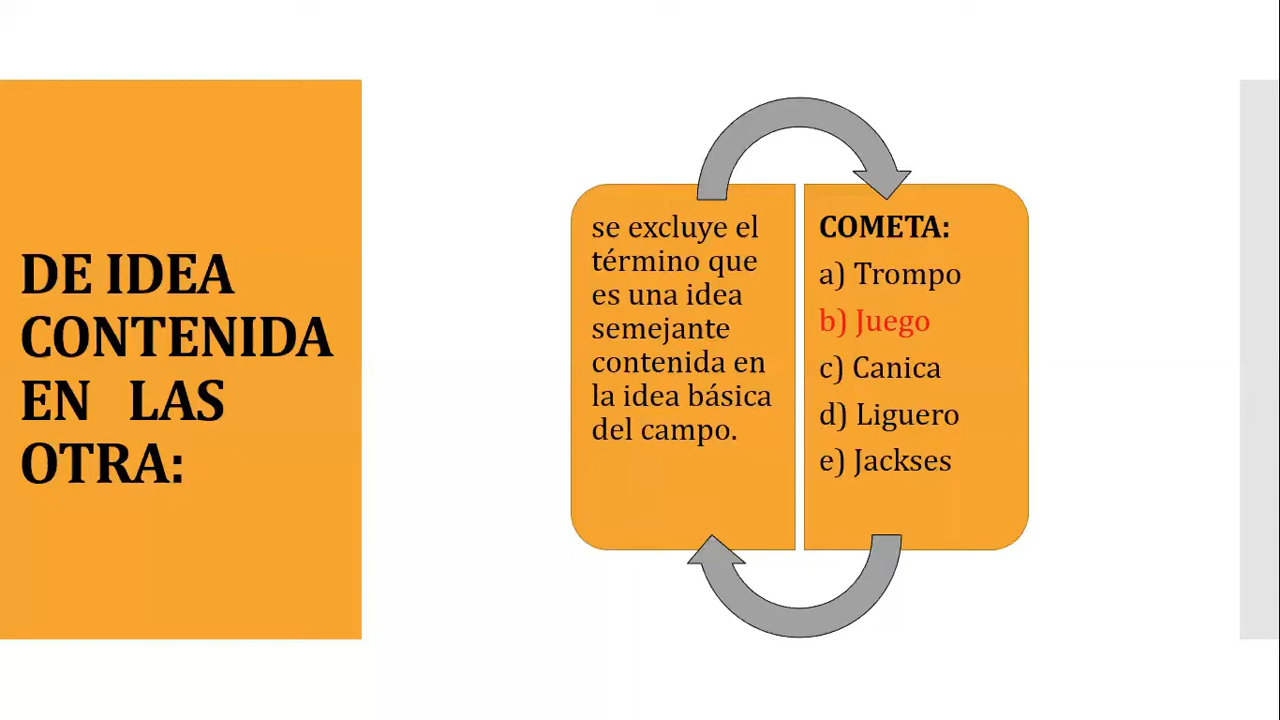 DE IDEA
CONTENIDA
EN LAS
OTRA:
se excluye el
término que
es una idea
semejante
contenida en
la idea básica
del campo.
COMETA:
a) Trompo
b) Juego
c) Canica
d) Liguero
e) Jackses